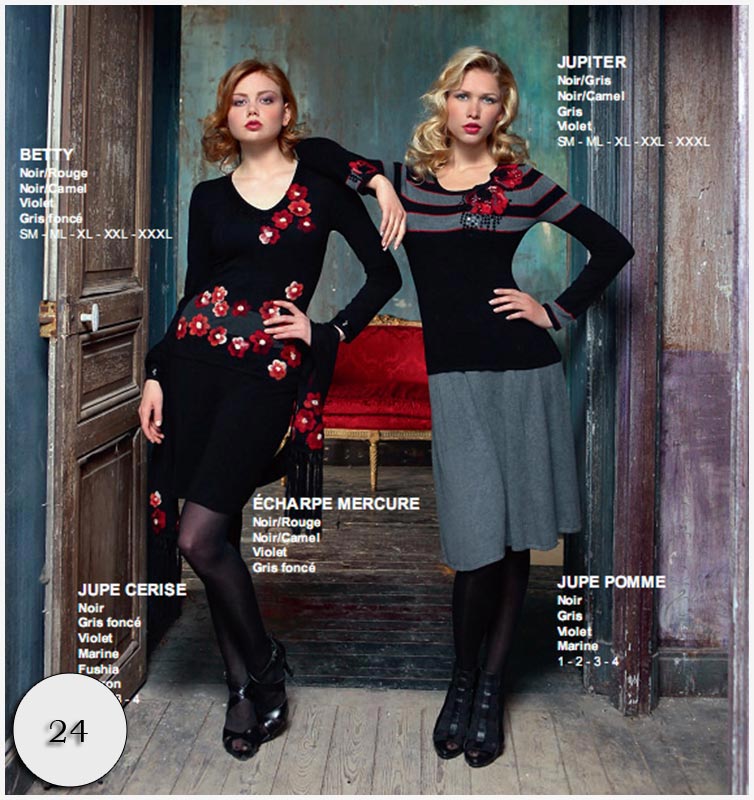 JUPITER
Noir/Gris
Noir/Camel
Gris
Violet
SM - ML - XL - XXL - XXXL
BETTY
Noir/Rouge
Noir/Camel
Violet
Gris foncé
SM - ML - XL - XXL - XXXL
ÉCHARPE MERCURE
Noir/Rouge
Noir/Camel
Violet
Gris foncé
JUPE CERISE
Noir
Gris foncé
Violet
Marine
Fushia
3 - 4
JUPE POMME
Noir
Gris
Violet
Marine
1 - 2 - 3 - 4
24